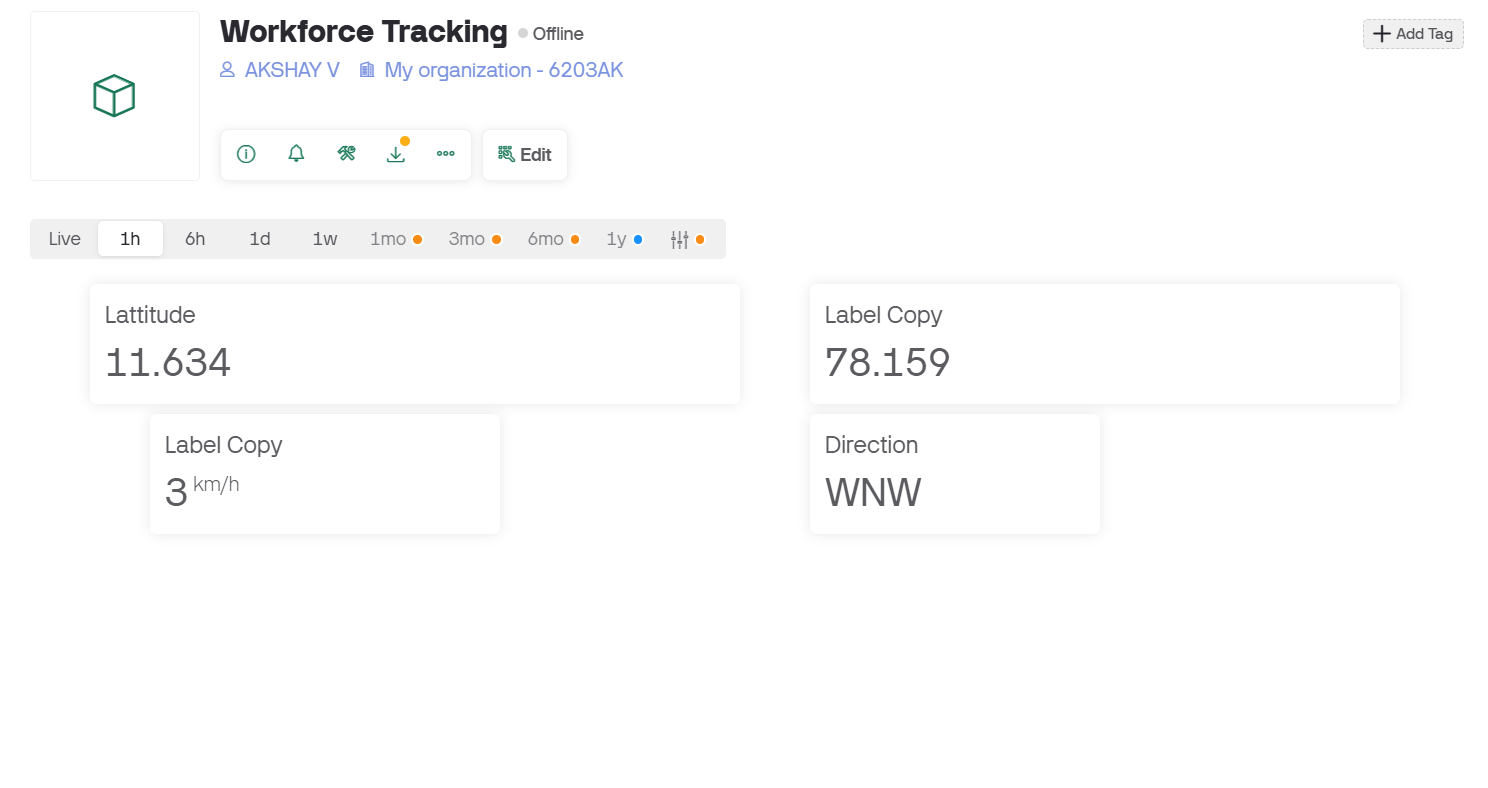 Workforce Tracking Offline
Add Tag
AKSHAY V My organization - 6203AK
Edit
Live 1h 6h 1d 1w 1mo 3mo 6mo 1y
Lattitude
11.634
Label Copy
78.159
Label Copy
3 km/h
Direction
WNW